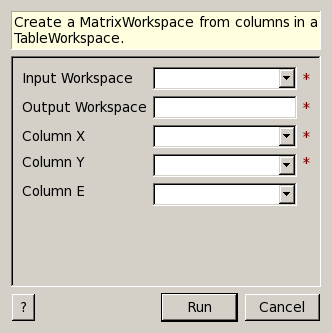 Create a MatrixWorkspace from columns in a
TableWorkspace.
Input Workspace *
Output Workspace *
Column X *
Column Y *
Column E
? Run Cancel